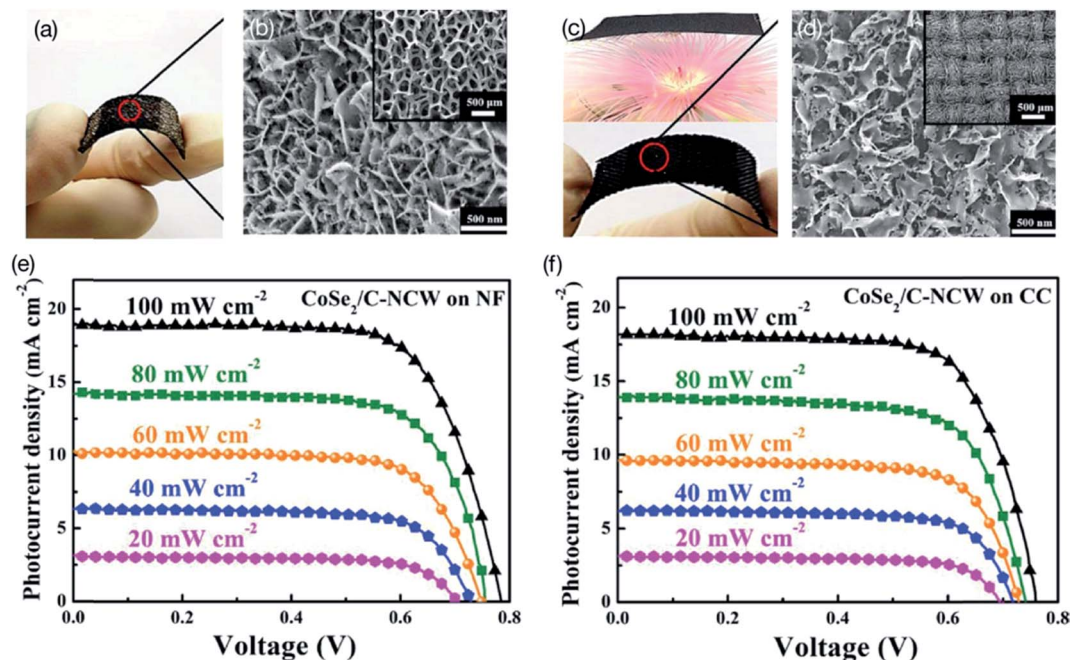 (a)
(b)
500 μm
500 nm
(c)
(d)
500 μm
500 nm
(e)
Photocurrent density (mA cm⁻²)
20
15
10
5
0
100 mW cm⁻²
CoSe₂/C-NCW on NF
80 mW cm⁻²
60 mW cm⁻²
40 mW cm⁻²
20 mW cm⁻²
0.0 0.2 0.4 0.6 0.8
Voltage (V)
(f)
Photocurrent density (mA cm⁻²)
20
15
10
5
0
100 mW cm⁻²
CoSe₂/C-NCW on CC
80 mW cm⁻²
60 mW cm⁻²
40 mW cm⁻²
20 mW cm⁻²
0.0 0.2 0.4 0.6 0.8
Voltage (V)